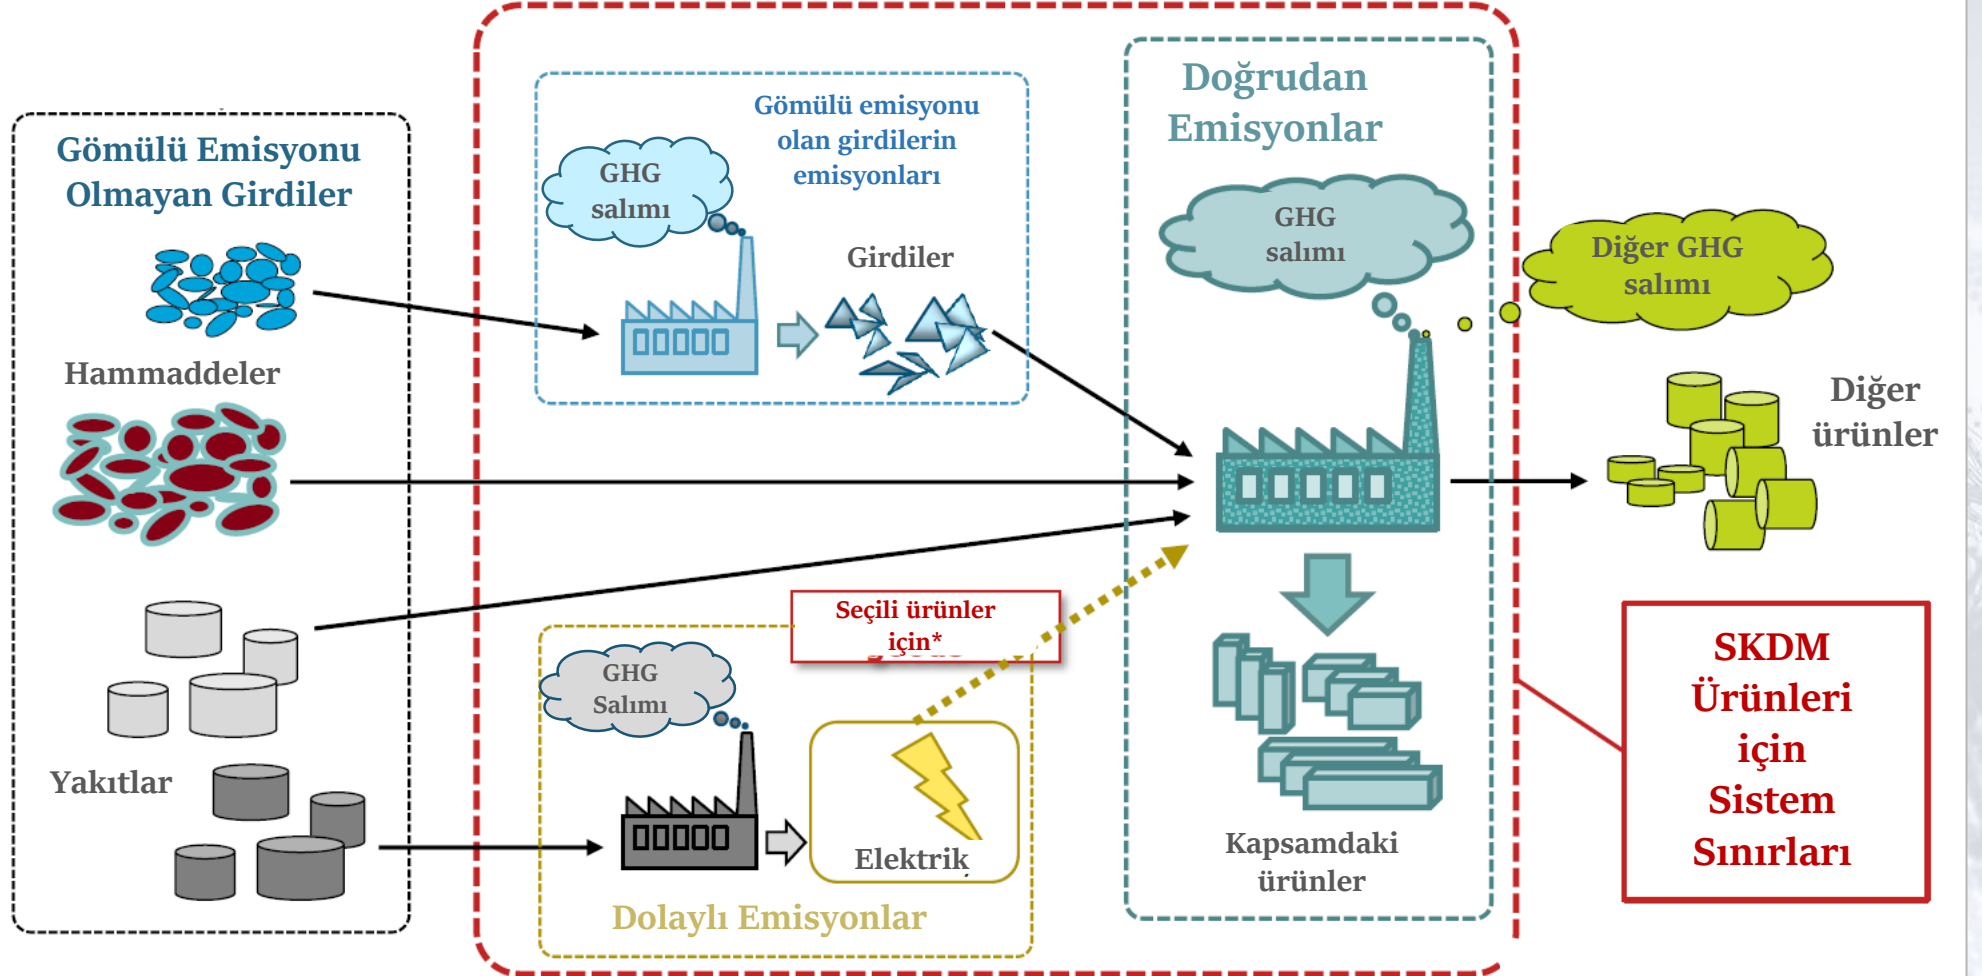 Gömülü Emisyonu
Olmayan Girdiler
Hammaddeler
Yakıtlar
Gömülü emisyonu
olan girdilerin
emisyonları
GHG
salımı
Girdiler
Seçili ürünler
için*
GHG
Salımı
Elektrik
Dolaylı Emisyonlar
Doğrudan
Emisyonlar
GHG
salımı
Kapsamdaki
ürünler
Diğer GHG
salımı
Diğer
ürünler
SKDM
Ürünleri
için
Sistem
Sınırları